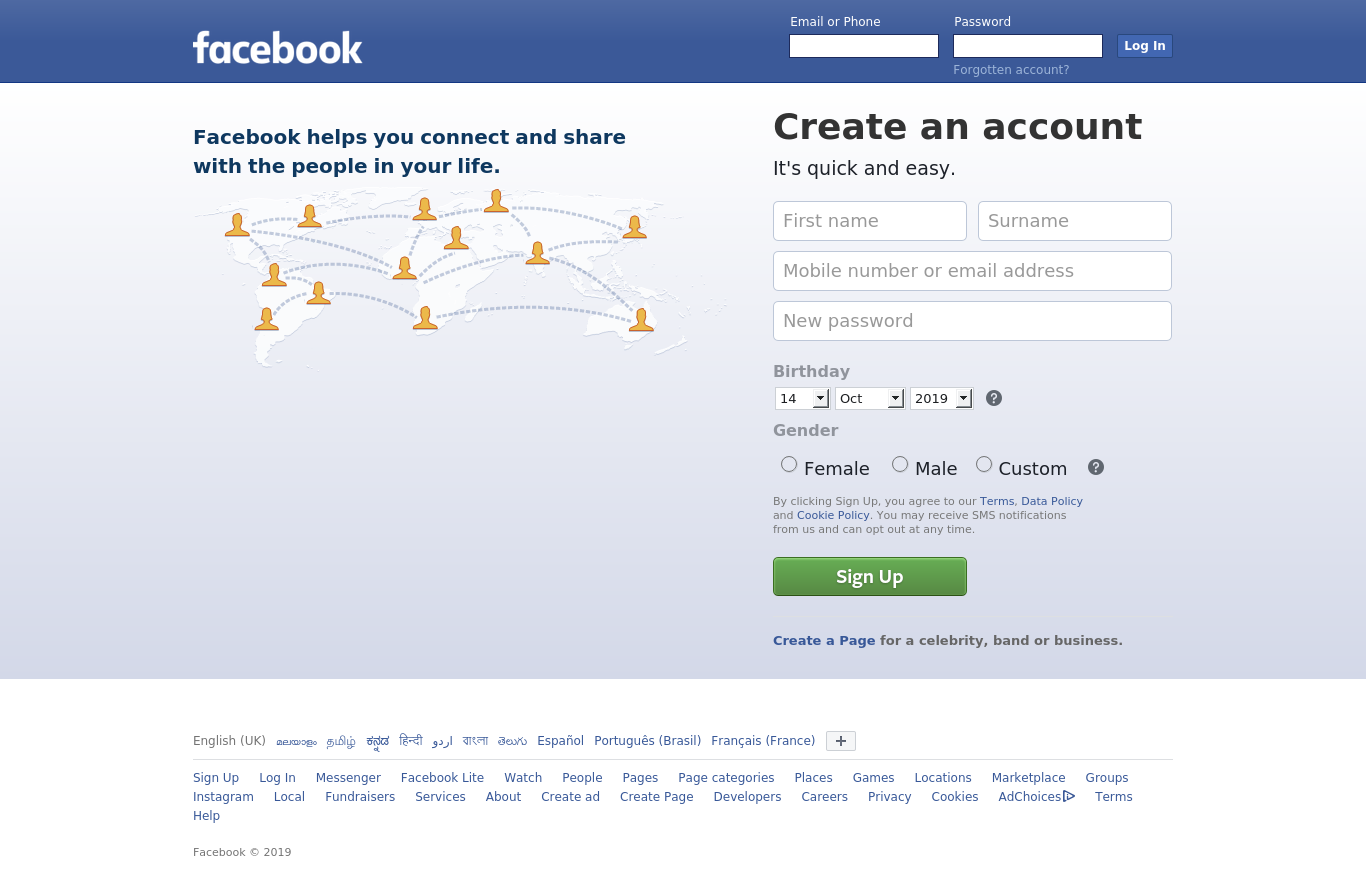 facebook
Email or Phone
Password
Log In
Forgotten account?
Facebook helps you connect and share
with the people in your life.
Create an account
It's quick and easy.
First name
Surname
Mobile number or email address
New password
Birthday
14 Oct 2019 ?
Gender
Female Male Custom ?
By clicking Sign Up, you agree to our Terms, Data Policy
and Cookie Policy. You may receive SMS notifications
from us and can opt out at any time.
Sign Up
Create a Page for a celebrity, band or business.
English (UK) മലയാളം தமிழ் ಕನ್ನಡ हिन्दी اردو বাংলা తెలుగు Español Português (Brasil) Français (France) +
Sign Up Log In Messenger Facebook Lite Watch People Pages Page categories Places Games Locations Marketplace Groups
Instagram Local Fundraisers Services About Create ad Create Page Developers Careers Privacy Cookies AdChoices Terms
Help
Facebook © 2019